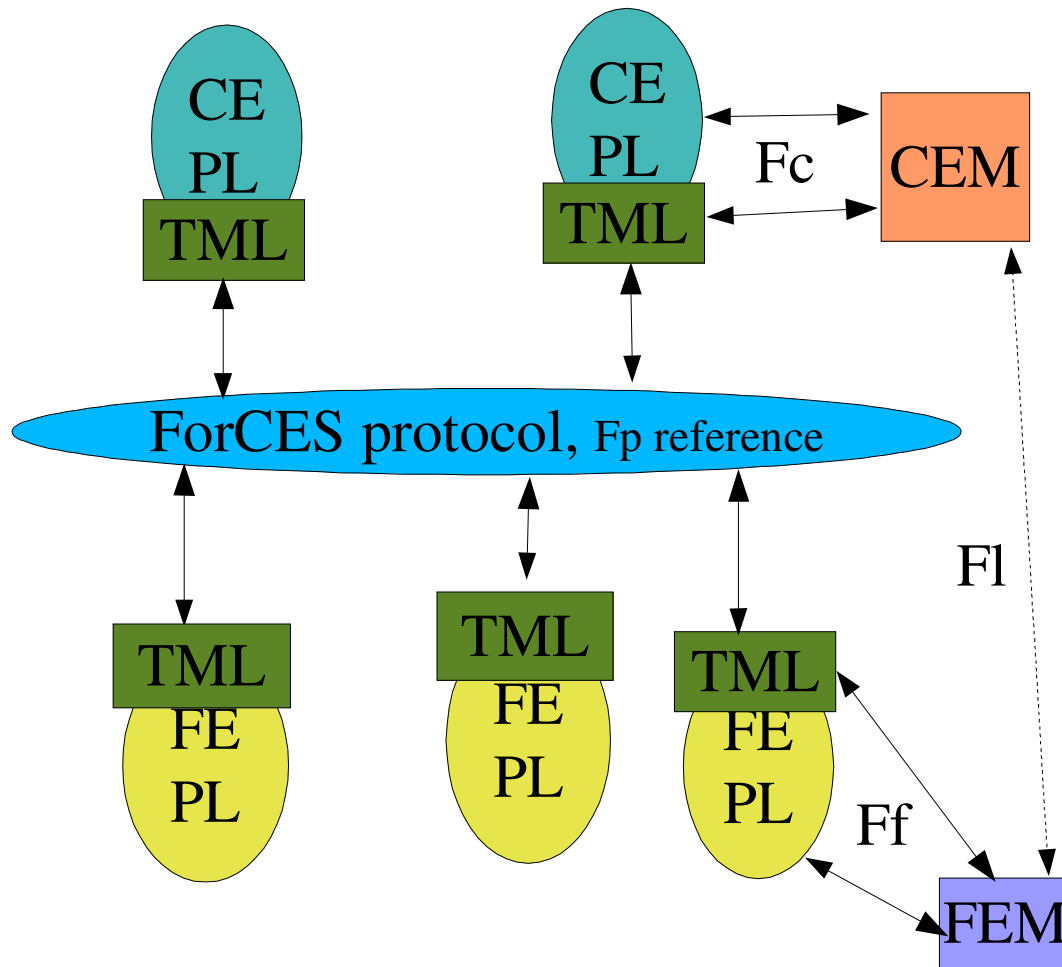 CE
PL
TML
CE
PL
TML
Fc
CEM
ForCES protocol, Fp reference
Fl
TML
FE
PL
TML
FE
PL
TML
FE
PL
Ff
FEM